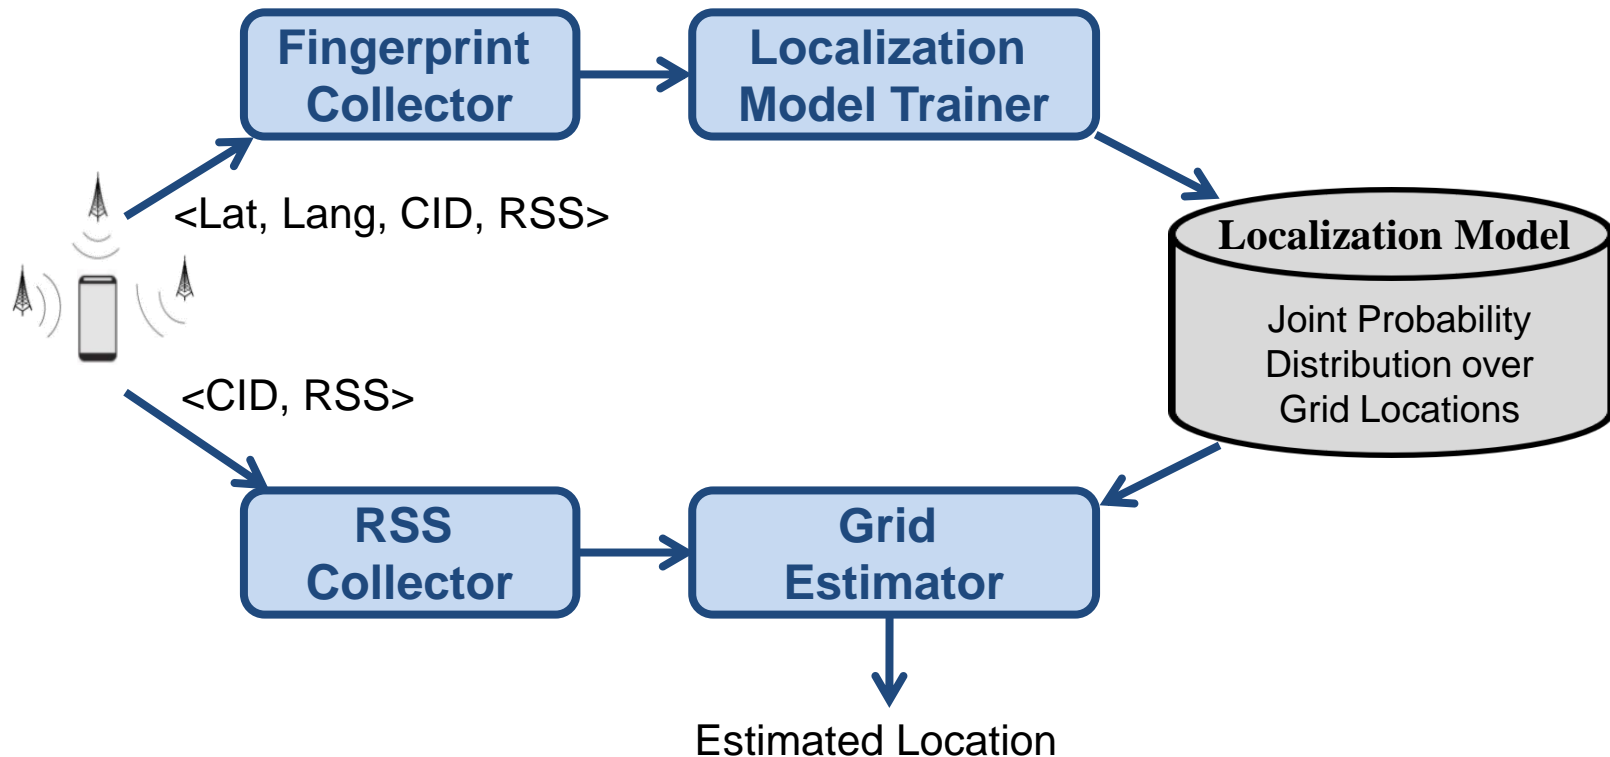 Fingerprint
Collector
Localization
Model Trainer
<Lat, Lang, CID, RSS>
Localization Model
Joint Probability
Distribution over
Grid Locations
<CID, RSS>
RSS
Collector
Grid
Estimator
Estimated Location